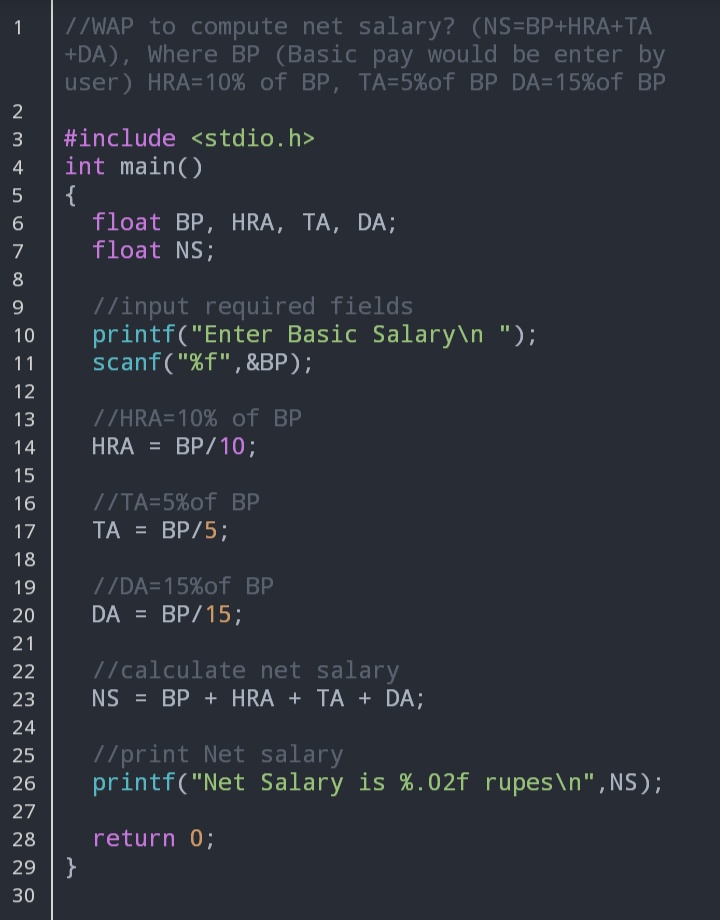 1 //WAP to compute net salary? (NS=BP+HRA+TA
+DA), Where BP (Basic pay would be enter by
user) HRA=10% of BP, TA=5%of BP DA=15%of BP
2
3 #include <stdio.h>
4 int main()
5 {
6 float BP, HRA, TA, DA;
7 float NS;
8
9 //input required fields
10 printf("Enter Basic Salary\n ");
11 scanf("%f",&BP);
12
13 //HRA=10% of BP
14 HRA = BP/10;
15
16 //TA=5%of BP
17 TA = BP/5;
18
19 //DA=15%of BP
20 DA = BP/15;
21
22 //calculate net salary
23 NS = BP + HRA + TA + DA;
24
25 //print Net salary
26 printf("Net Salary is %.02f rupes\n",NS);
27
28 return 0;
29 }
30